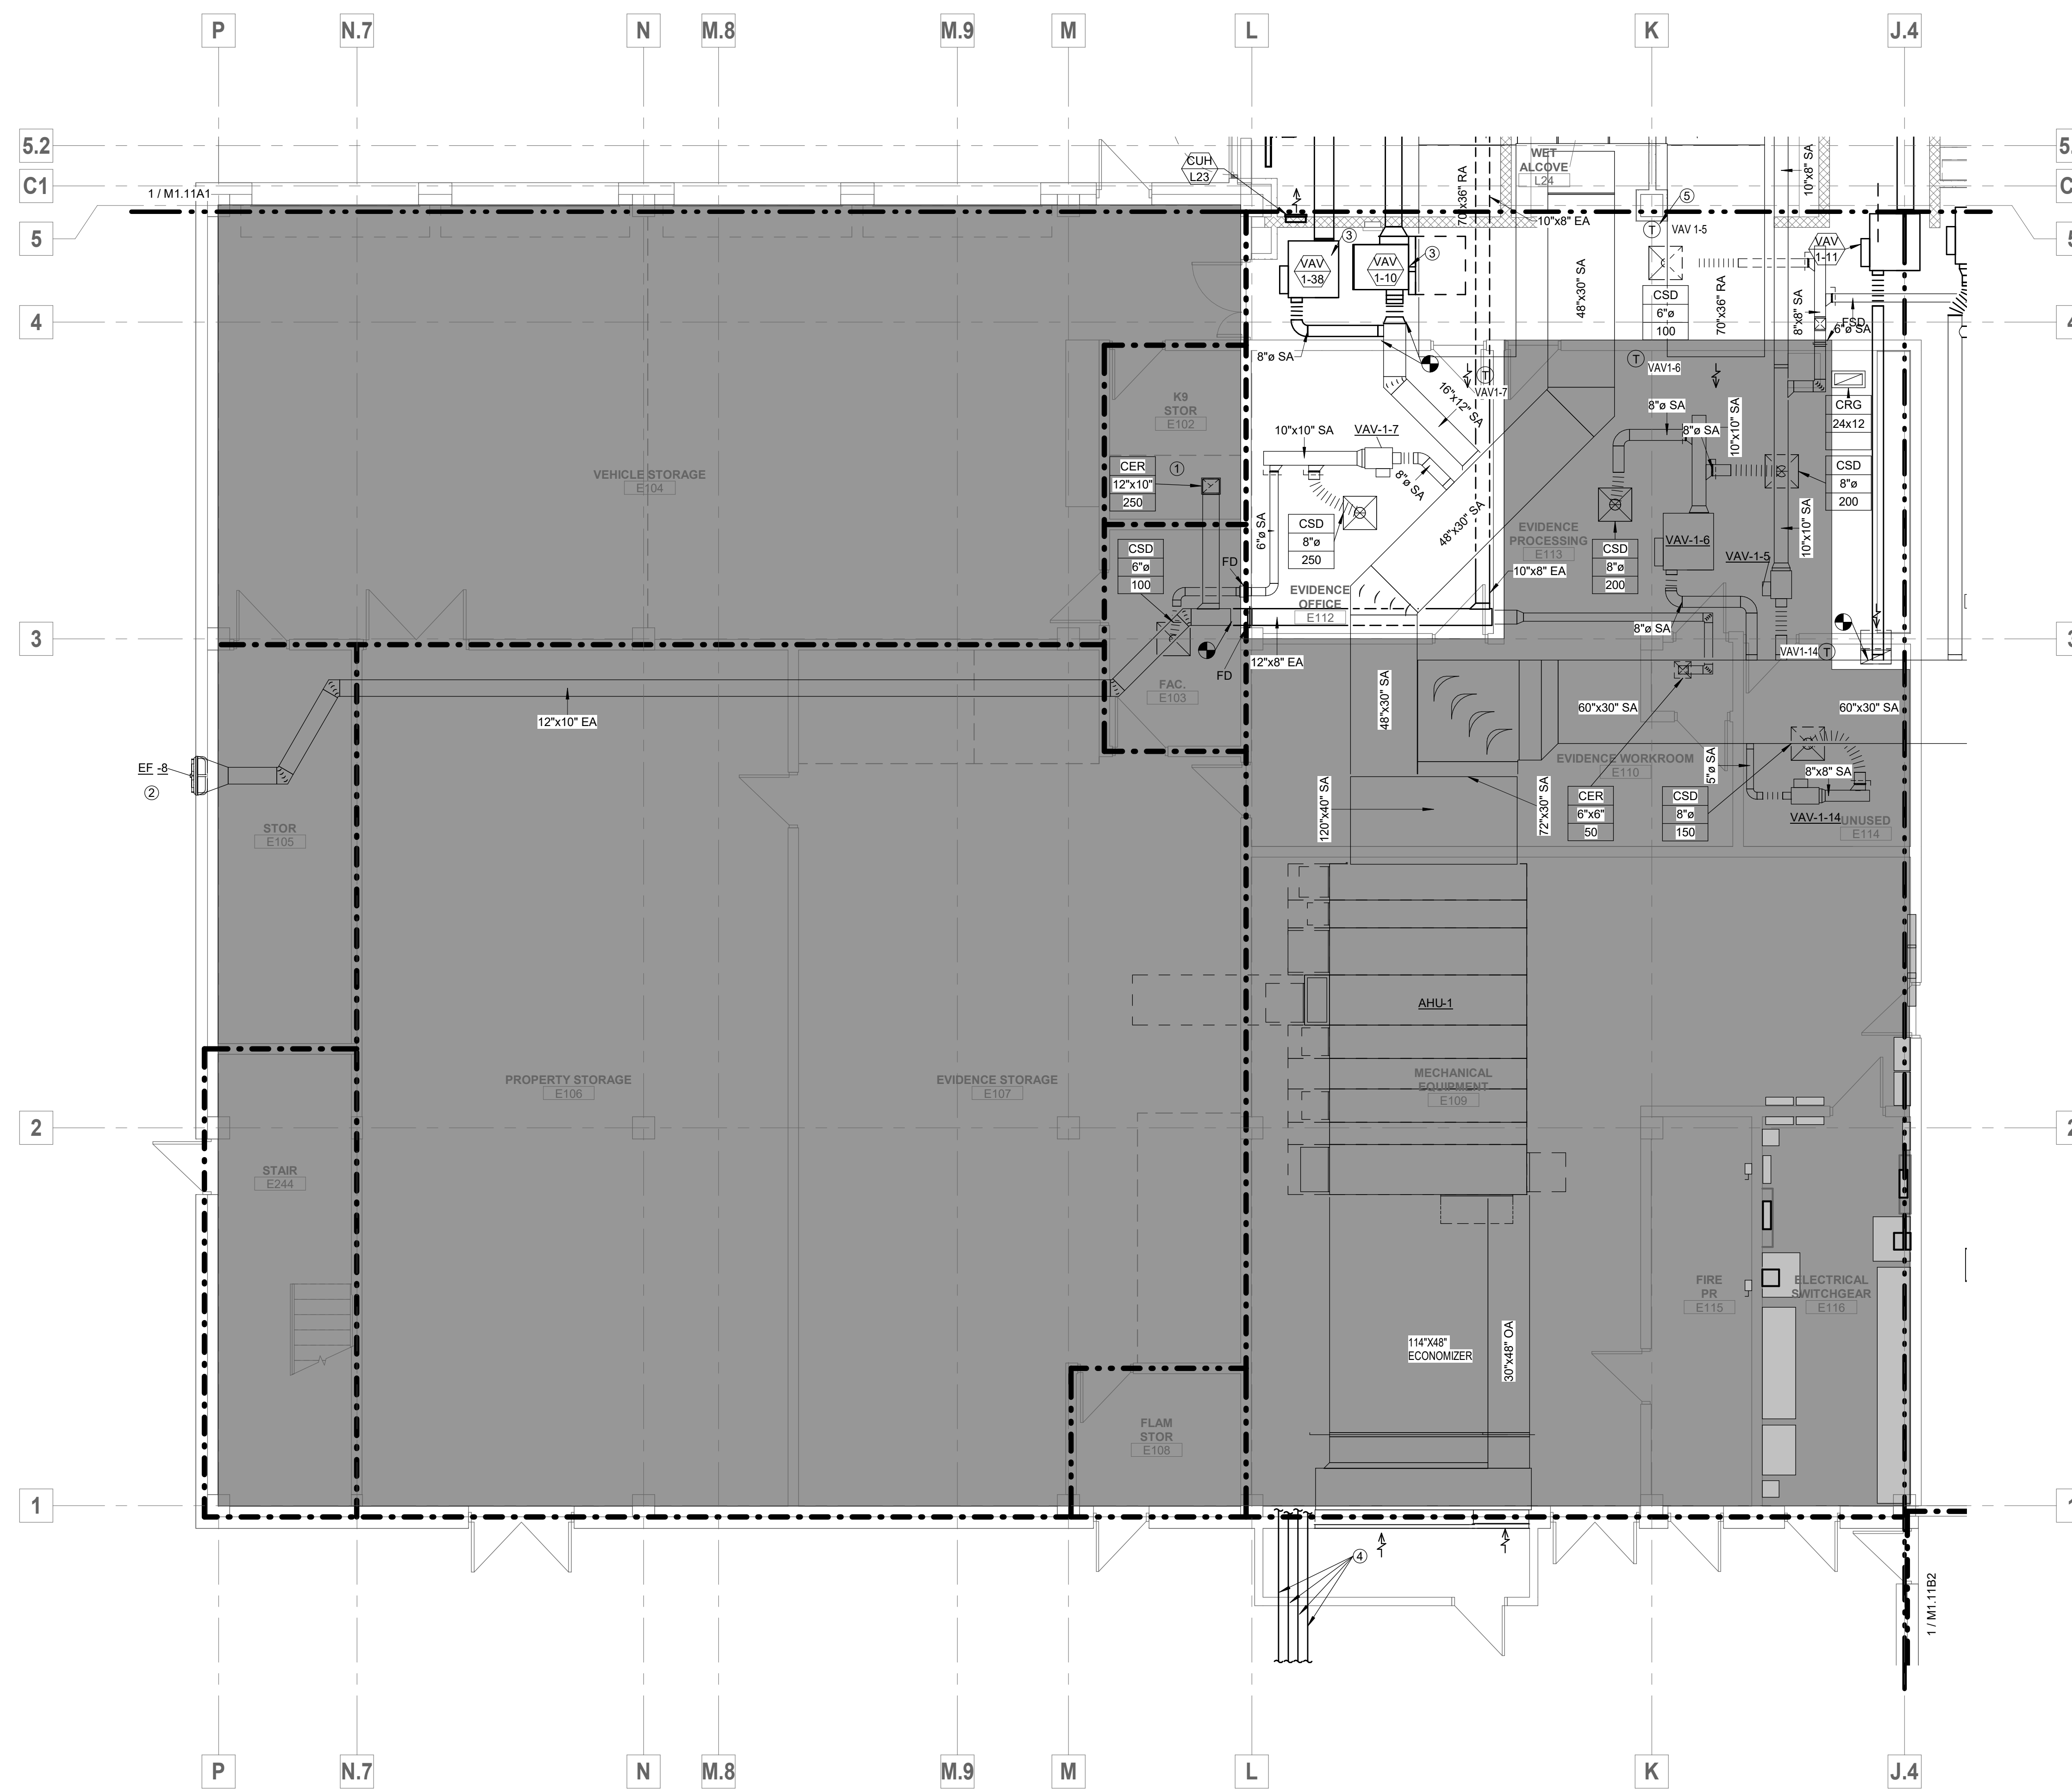 P
N.7
N
M.8
M.9
M
L
K
J.4
5.2
C1
5
4
3
2
1
1 / M1.11A1
CUH
L23
WET
ALCOVE
L24
70"x36" RA
10"x8" SA
10"x8" EA
5
T
VAV 1-5
VAV
1-11
VAV
1-38
3
VAV
1-10
3
48"x30" SA
CSD
6"ø
100
70"x36" RA
8"x8" SA
FSD
6"ø SA
8"ø SA
T
VAV1-7
T
VAV1-6
16"x12" SA
K9
STOR
E102
8"ø SA
8"ø SA
10"x10" SA
CRG
24x12
10"x10" SA
VAV-1-7
VEHICLE STORAGE
E104
CER
12"x10"
250
1
8"ø SA
CSD
8"ø
200
6"ø SA
CSD
8"ø
250
48"x30" SA
EVIDENCE
PROCESSING
E113
CSD
8"ø
200
VAV-1-6
VAV-1-5
10"x10" SA
CSD
6"ø
100
FD
10"x8" EA
EVIDENCE
OFFICE
E112
8"ø SA
12"x8" EA
FD
VAV1-14
T
FAC.
E103
12"x10" EA
48"x30" SA
60"x30" SA
60"x30" SA
EF -8
2
EVIDENCE WORKROOM
E110
5"ø SA
8"x8" SA
120"x40" SA
72"x30" SA
CER
6"x6"
50
CSD
8"ø
150
VAV-1-14
UNUSED
E114
STOR
E105
AHU-1
PROPERTY STORAGE
E106
EVIDENCE STORAGE
E107
MECHANICAL
EQUIPMENT
E109
STAIR
E244
FIRE
PR
E115
ELECTRICAL
SWITCHGEAR
E116
114"X48"
ECONOMIZER
30"x48" OA
FLAM
STOR
E108
4
1 / M1.11B2
P
N.7
N
M.8
M.9
M
L
K
J.4